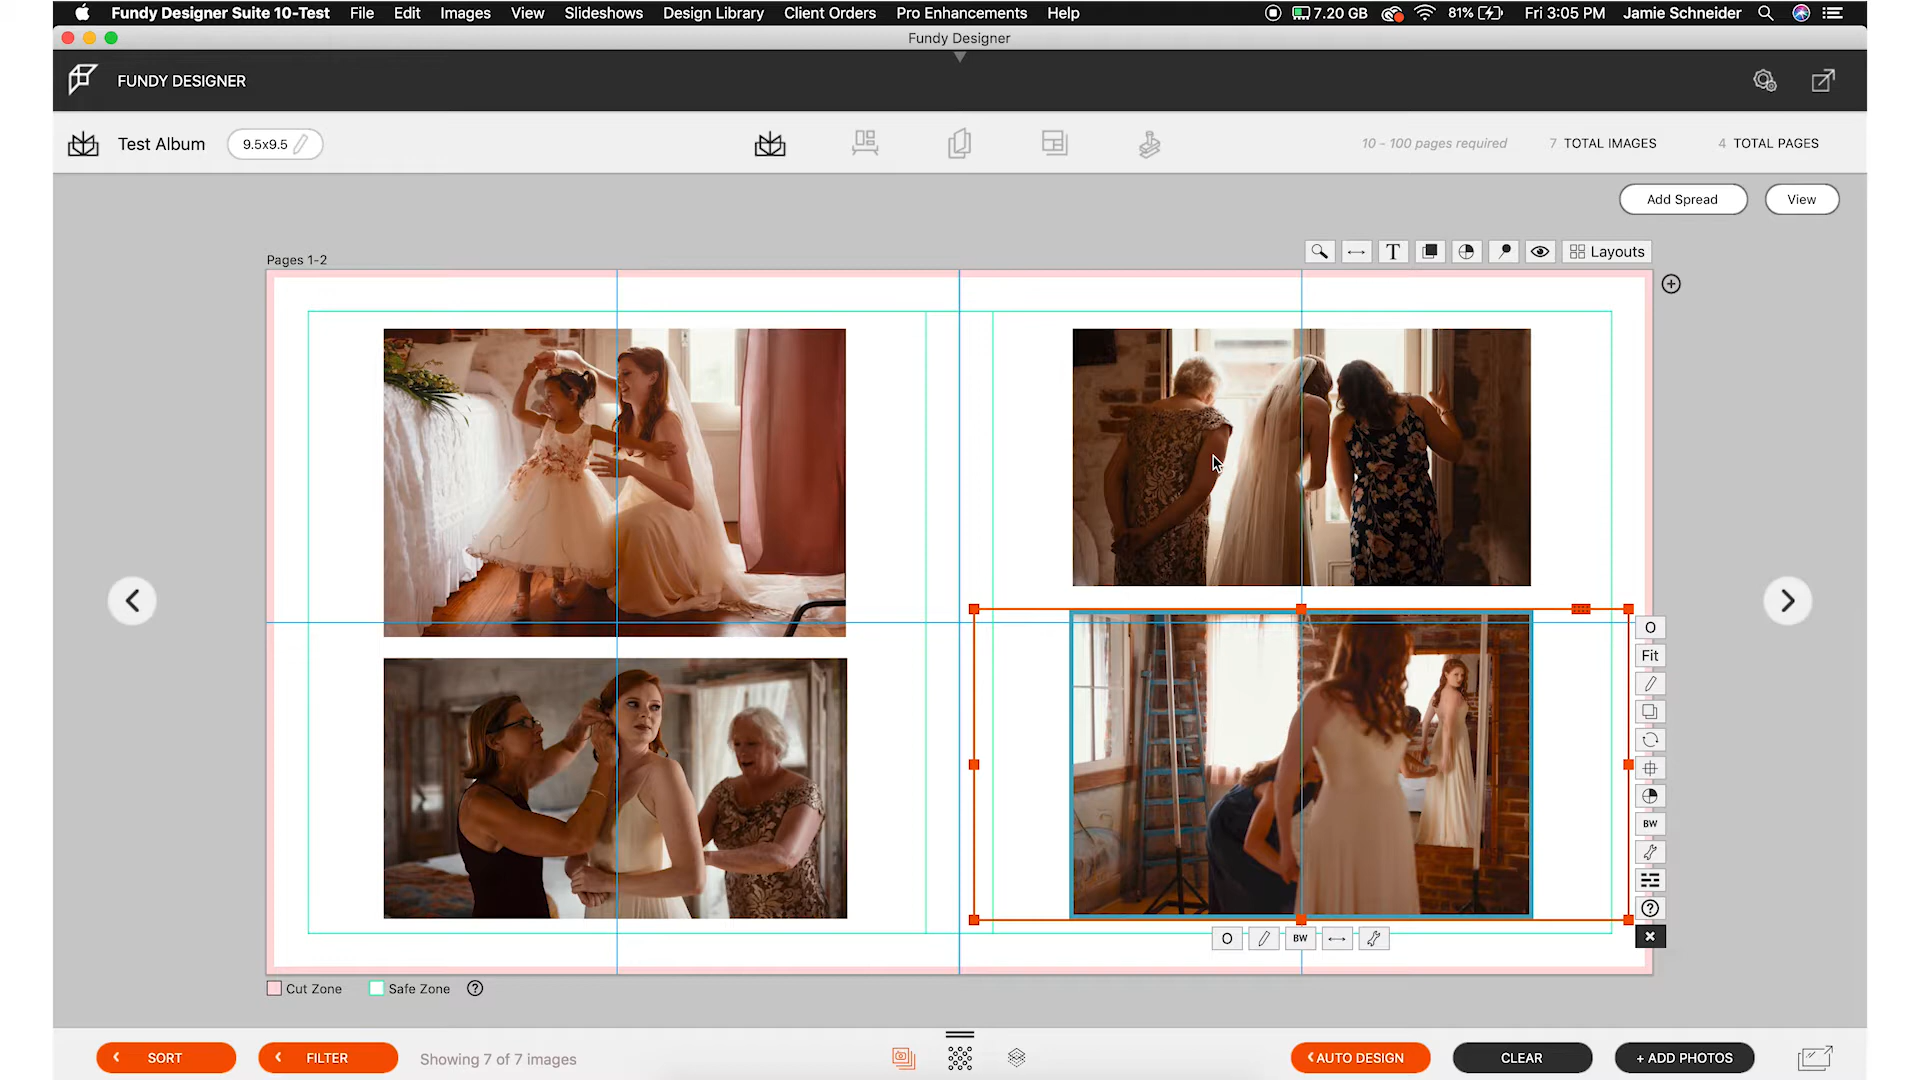 Fundy Designer Suite 10-Test File Edit Images View Slideshows Design Library Client Orders Pro Enhancements Help 7.20 GB 81% Fri 3:05 PM Jamie Schneider
Fundy Designer
FUNDY DESIGNER
Test Album 9.5x9.5 10 - 100 pages required 7 TOTAL IMAGES 4 TOTAL PAGES
Add Spread View
Pages 1-2 T Layouts
O
Fit
BW
?
O BW
Cut Zone Safe Zone ?
SORT FILTER Showing 7 of 7 images AUTO DESIGN CLEAR + ADD PHOTOS